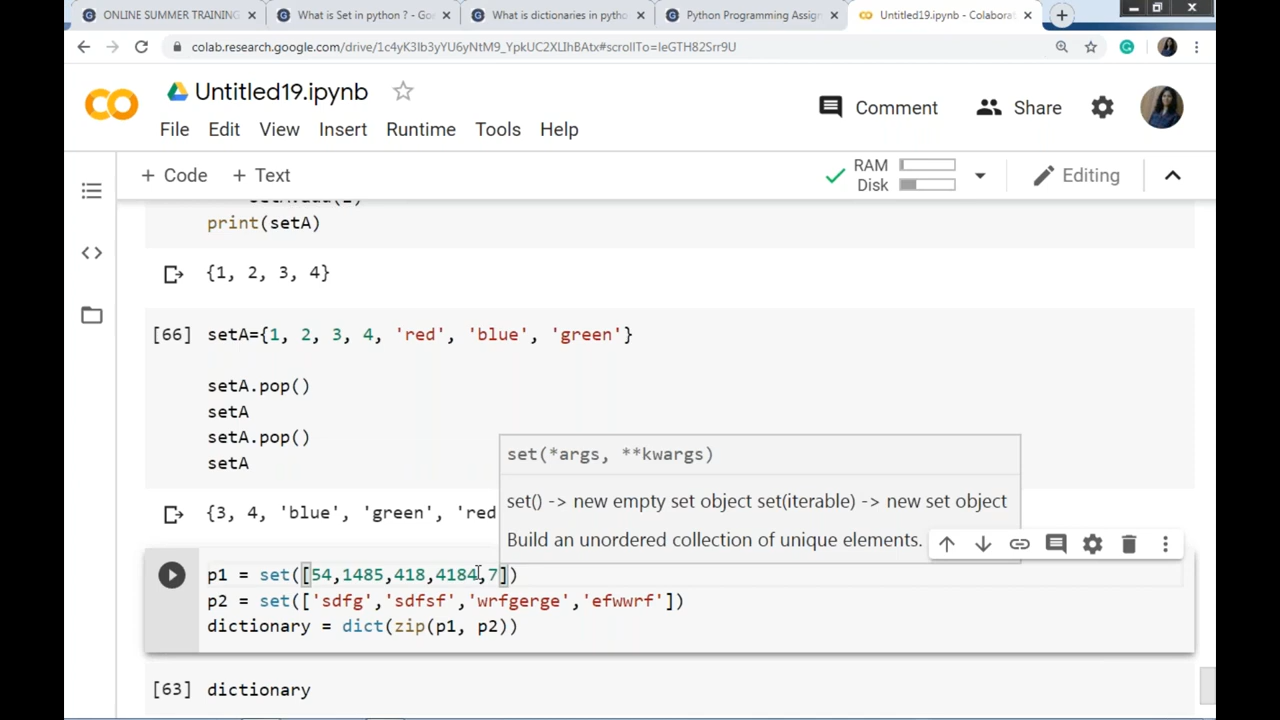 ONLINE SUMMER TRAINING
What is Set in python ? - Go
What is dictionaries in pytho
Python Programming Assig
Untitled19.ipynb - Colaborat
colab.research.google.com/drive/1c4yK3Ib3yYU6yNtM9_YpkUC2XLIhBAtx#scrollTo=IeGTH82Srr9U
Untitled19.ipynb
Comment
Share
File Edit View Insert Runtime Tools Help
+ Code + Text
RAM
Disk
Editing
print(setA)
{1, 2, 3, 4}
[66] setA={1, 2, 3, 4, 'red', 'blue', 'green'}
setA.pop()
setA
setA.pop()
setA
set(*args, **kwargs)
set() -> new empty set object set(iterable) -> new set object
Build an unordered collection of unique elements.
{3, 4, 'blue', 'green', 'red
p1 = set([54,1485,418,4184,7])
p2 = set(['sdfg','sdfsf','wrfgerge','efwwrf'])
dictionary = dict(zip(p1, p2))
[63] dictionary